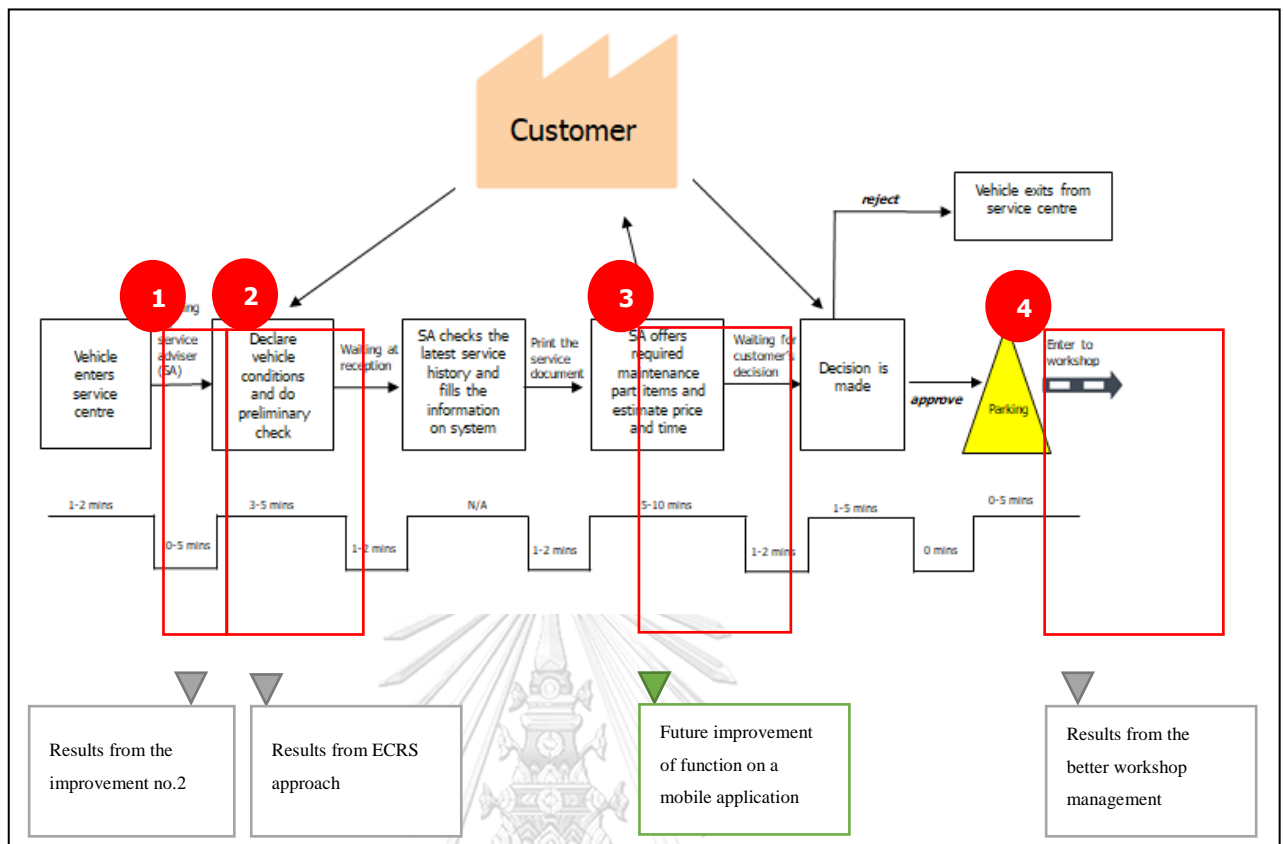 Customer
reject
Vehicle exits from
service centre
1
2
3
4
service
adviser
(SA)
Vehicle
enters
service
centre
Declare
vehicle
conditions
and do
preliminary
check
Waiting at
reception
SA checks the
latest service
history and
fills the
information
on system
Print the
service
document
SA offers
required
maintenance
part items and
estimate price
and time
Waiting for
customer's
decision
Decision is
made
approve
Parking
Enter to
workshop
1-2 mins
0-5 mins
3-5 mins
1-2 mins
N/A
1-2 mins
5-10 mins
1-2 mins
1-5 mins
0 mins
0-5 mins
Results from the
improvement no.2
Results from ECRS
approach
Future improvement
of function on a
mobile application
Results from the
better workshop
management